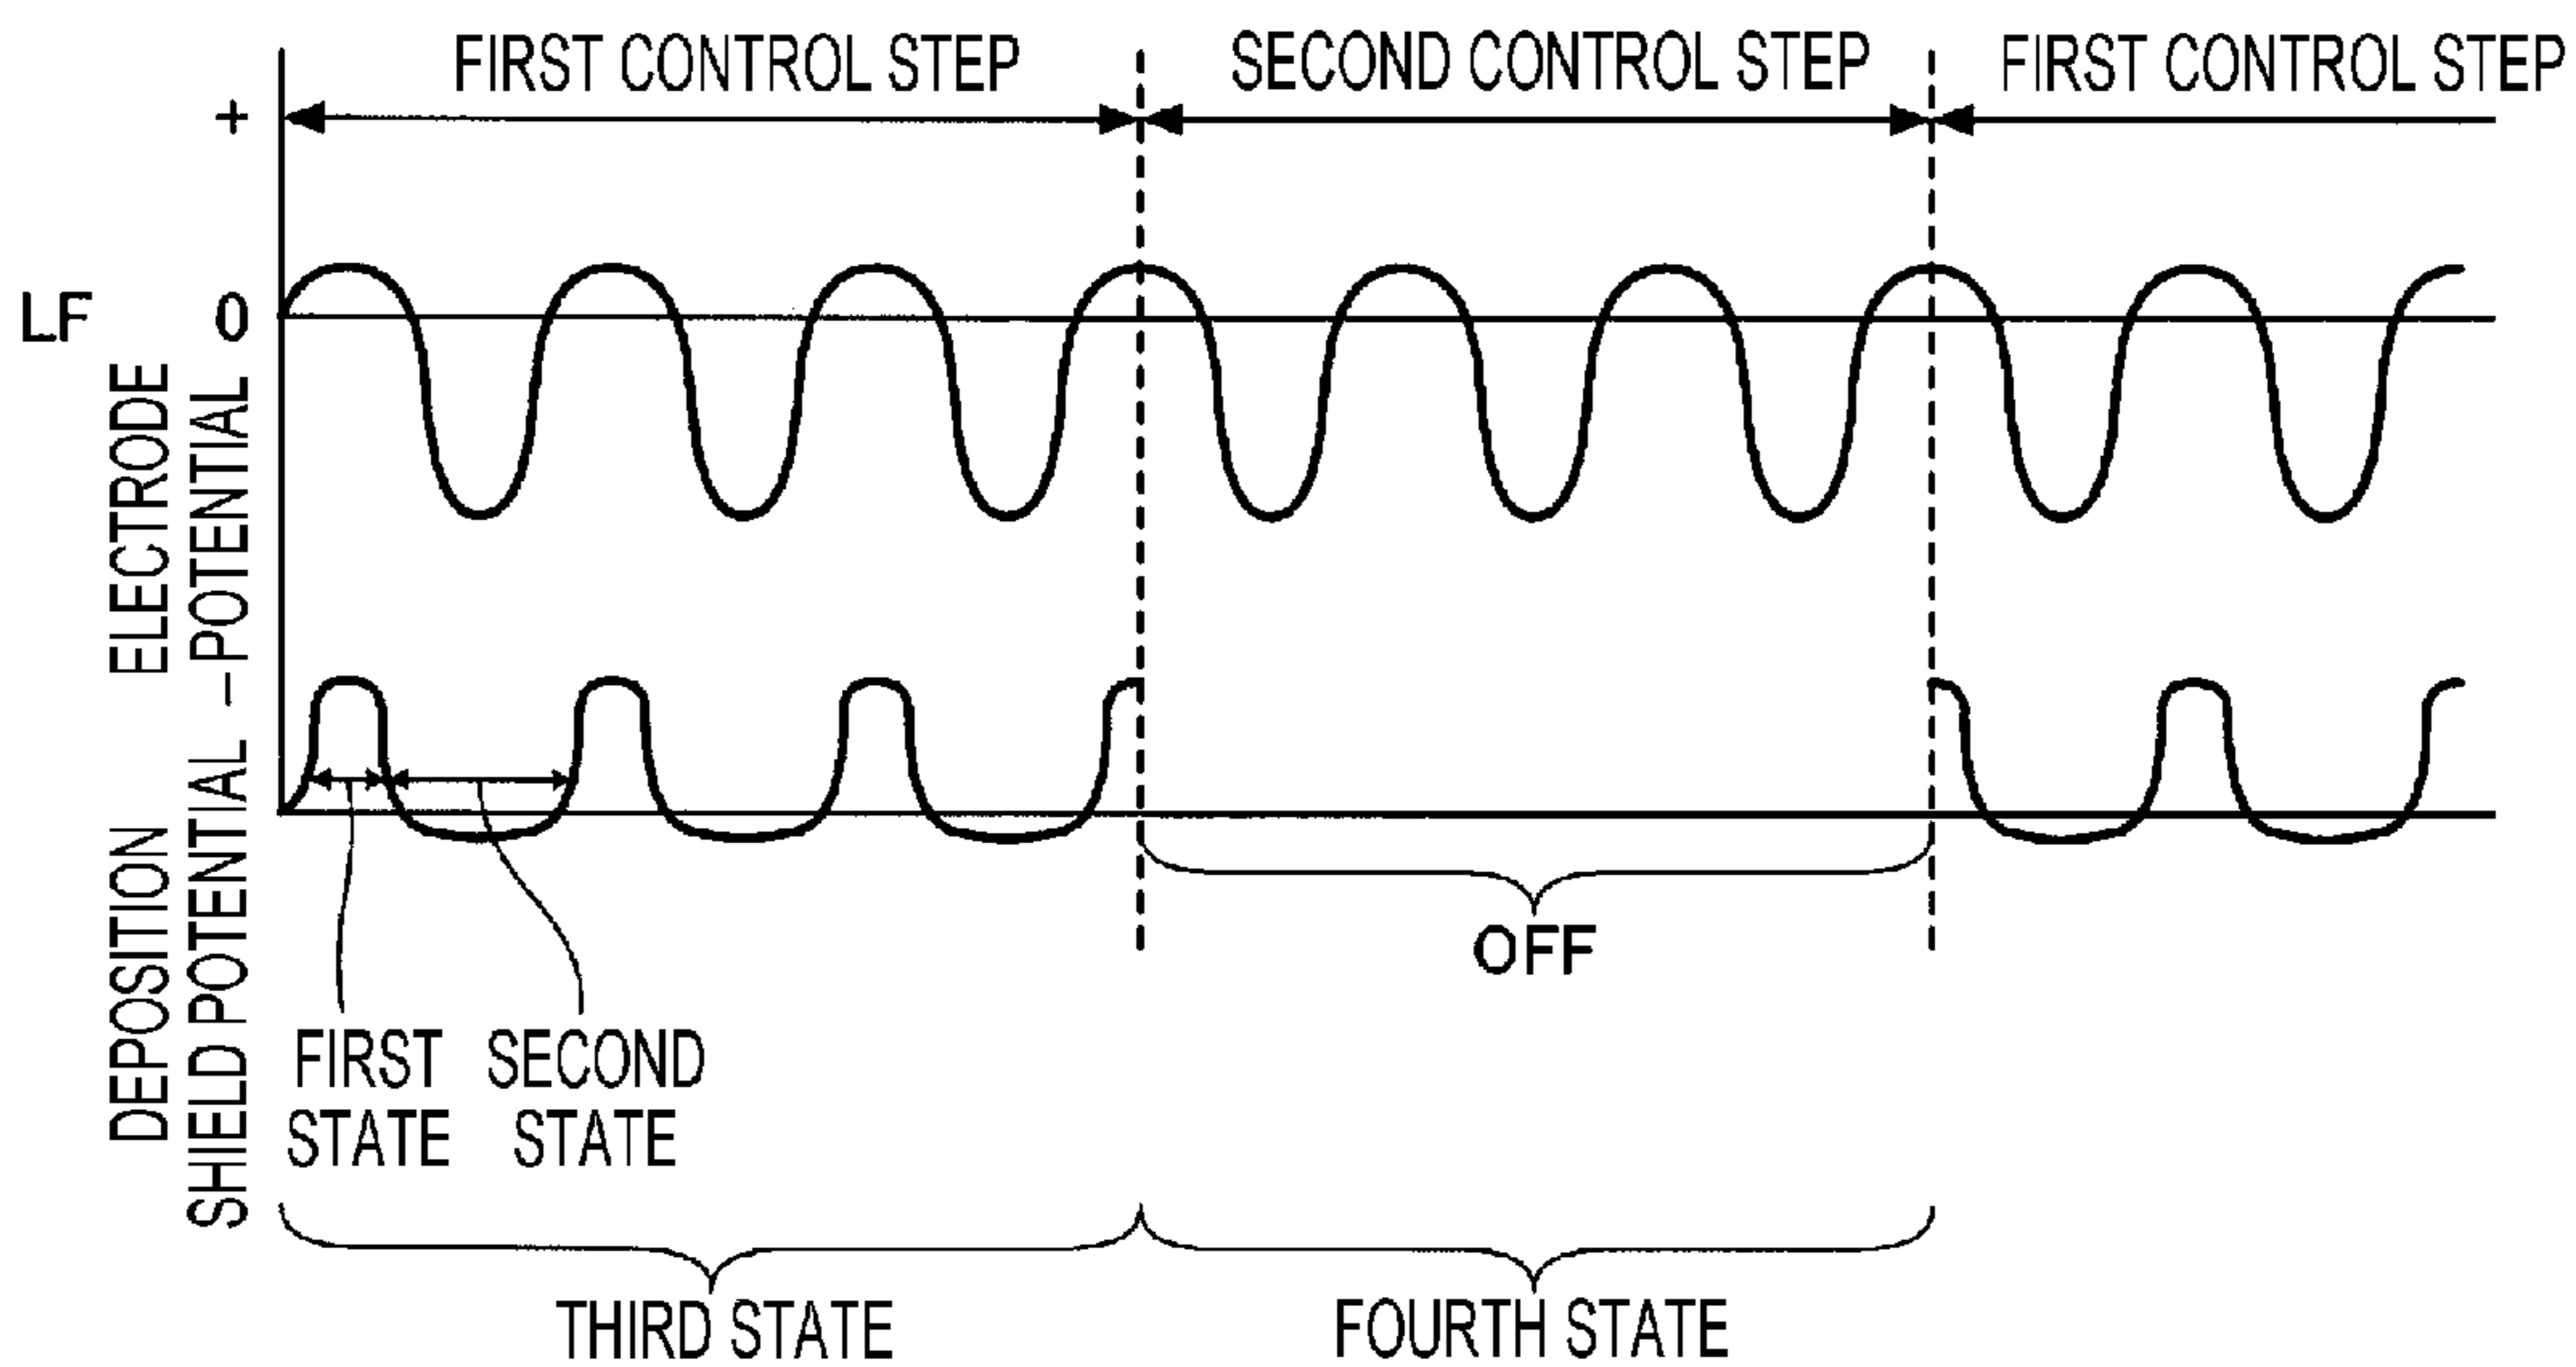 FIRST CONTROL STEP
SECOND CONTROL STEP
FIRST CONTROL STEP
+
LF
0
ELECTRODE
–POTENTIAL
DEPOSITION
SHIELD POTENTIAL
OFF
FIRST
STATE
SECOND
STATE
THIRD STATE
FOURTH STATE